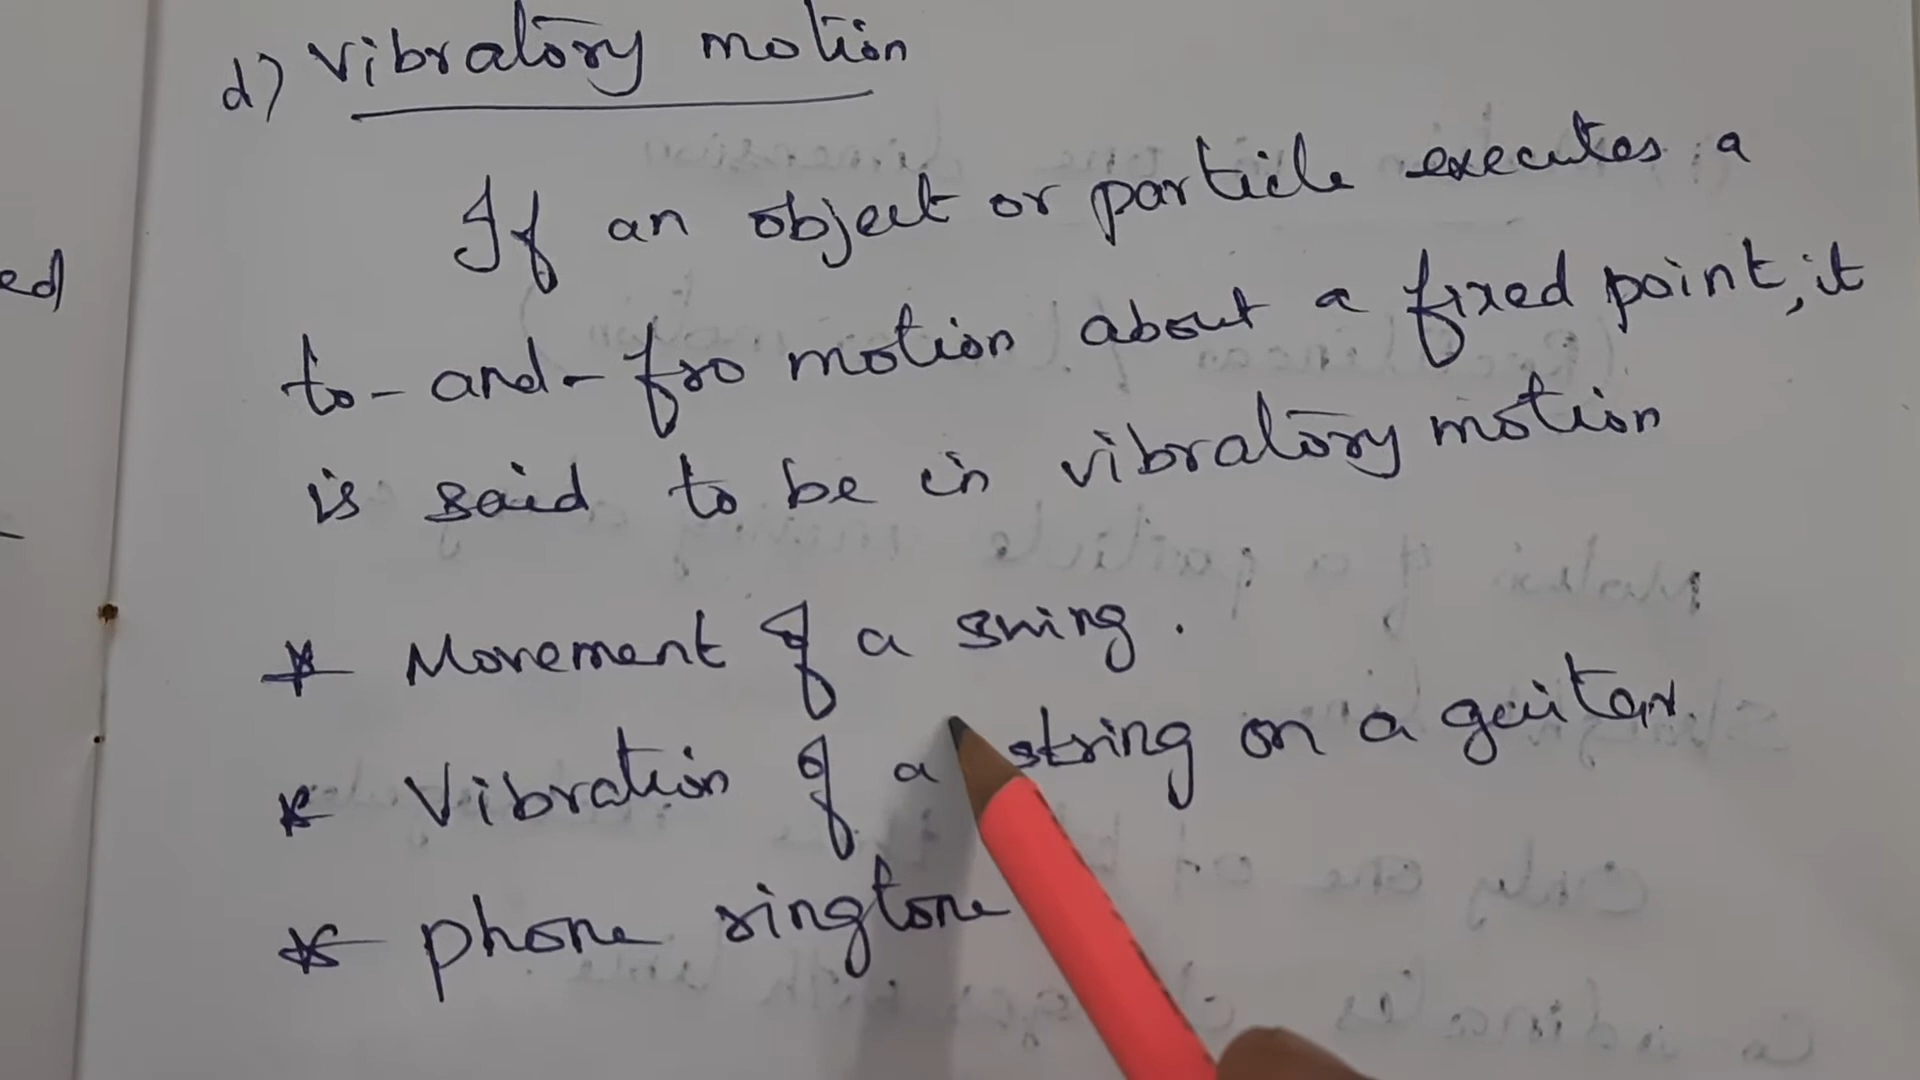 d) Vibratory motion
If an object or particle executes a
to-and-fro motion about a fixed point, it
is said to be in vibratory motion
* Movement of a swing.
* Vibration of a string on a guitar.
* phone ringtone
ed)